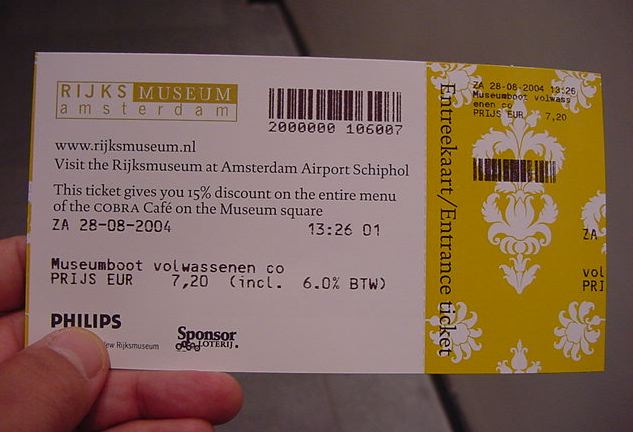 RIJKS MUSEUM
amsterdam
2000000 106007
www.rijksmuseum.nl
Visit the Rijksmuseum at Amsterdam Airport Schiphol
This ticket gives you 15% discount on the entire menu
of the COBRA Café on the Museum square
ZA 28-08-2004 13:26 01
Museumboot volwassenen co
PRIJS EUR 7,20 (incl. 6.0% BTW)
PHILIPS
New Rijksmuseum
Sponsor
LOTERIJ.
Entreekaart/Entrance ticket
ZA 28-08-2004 13:26
Museumboot volwass
enen co
PRIJS EUR 7,20
ZA
vol
PRI